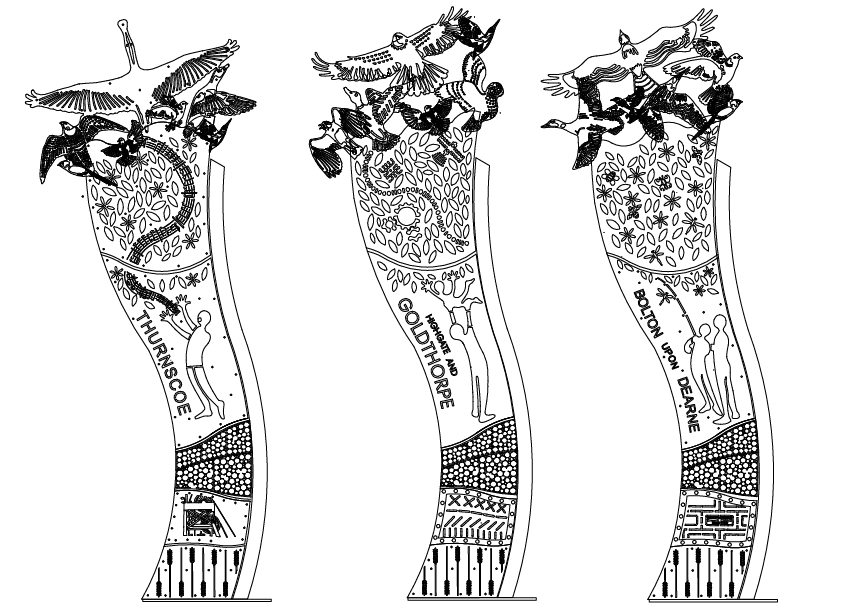 THURNSCOE
HIGHGATE AND
GOLDTHORPE
BOLTON UPON DEARNE